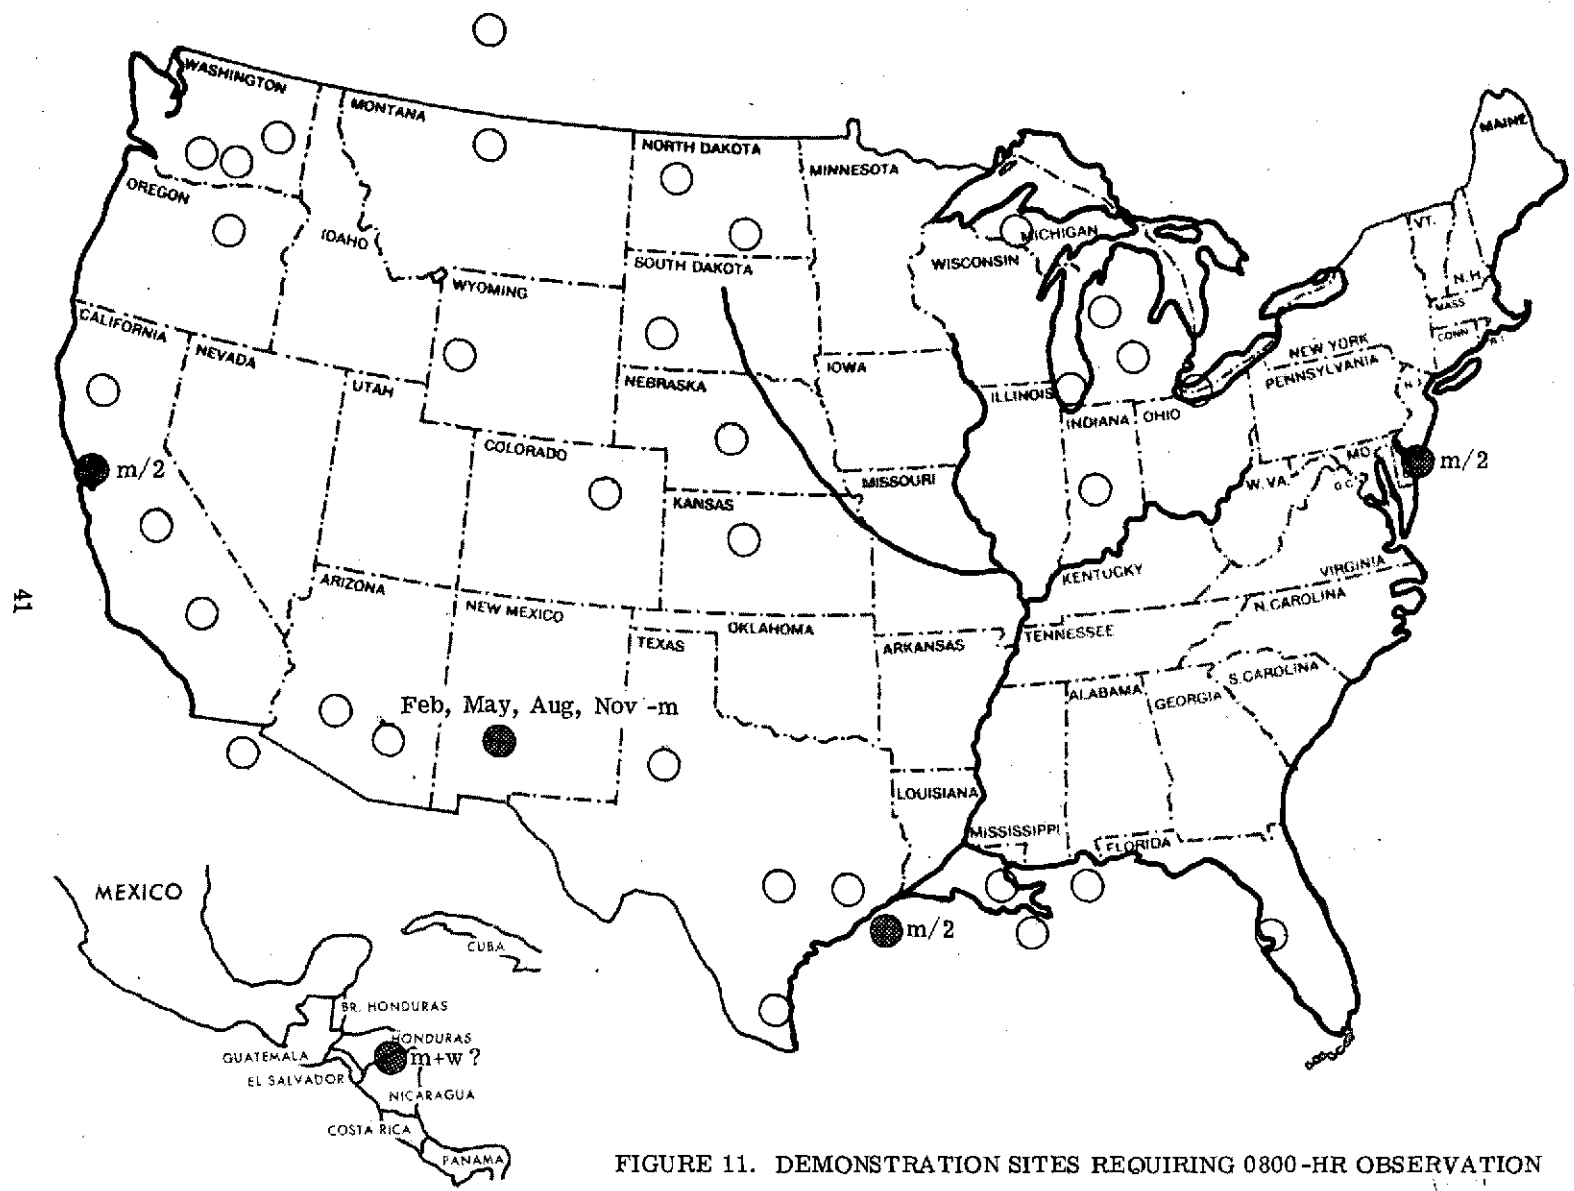 WASHINGTON
MONTANA
NORTH DAKOTA
MINNESOTA
MAINE
OREGON
IDAHO
VT.
MICHIGAN
WISCONSIN
SOUTH DAKOTA
WYOMING
N.H.
MASS
CALIFORNIA
NEVADA
CONN
R.I.
NEW YORK
PENNSYLVANIA
IOWA
NEBRASKA
UTAH
N.J.
ILLINOIS
INDIANA
OHIO
COLORADO
MD.
m/2
m/2
MISSOURI
W.VA.
D.C.
KANSAS
KENTUCKY
VIRGINIA
ARIZONA
41
NEW MEXICO
N.CAROLINA
OKLAHOMA
TENNESSEE
TEXAS
ARKANSAS
S.CAROLINA
ALABAMA
GEORGIA
Feb, May, Aug, Nov -m
LOUISIANA
MISSISSIPPI
FLORIDA
MEXICO
m/2
CUBA
BR. HONDURAS
HONDURAS
GUATEMALA
m+w ?
EL SALVADOR
NICARAGUA
COSTA RICA
PANAMA
FIGURE 11. DEMONSTRATION SITES REQUIRING 0800-HR OBSERVATION